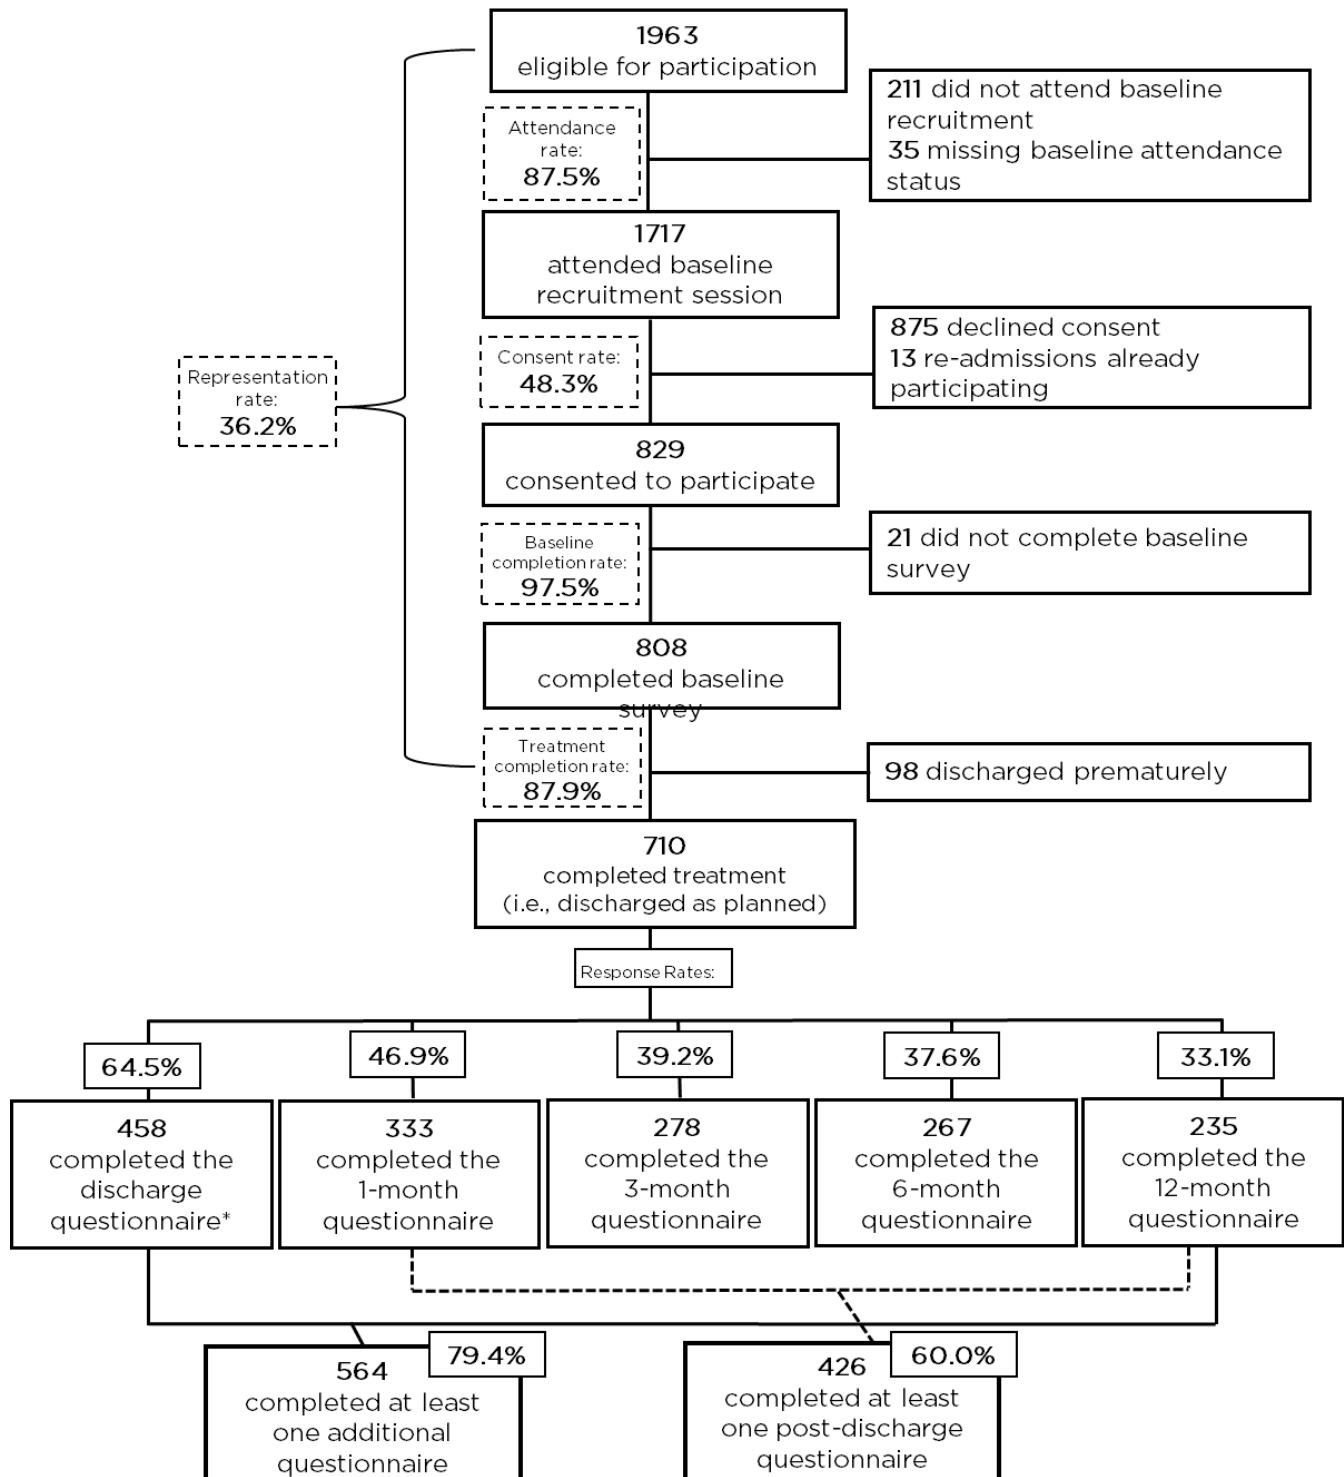 1963
eligible for participation
211 did not attend baseline
recruitment
35 missing baseline attendance
status
Attendance
rate:
87.5%
1717
attended baseline
recruitment session
875 declined consent
13 re-admissions already
participating
Consent rate:
48.3%
Representation
rate:
36.2%
829
consented to participate
21 did not complete baseline
survey
Baseline
completion rate:
97.5%
808
completed baseline
survey
Treatment
completion rate:
87.9%
98 discharged prematurely
710
completed treatment
(i.e., discharged as planned)
Response Rates:
64.5%
46.9%
39.2%
37.6%
33.1%
458
completed the
discharge
questionnaire*
333
completed the
1-month
questionnaire
278
completed the
3-month
questionnaire
267
completed the
6-month
questionnaire
235
completed the
12-month
questionnaire
79.4%
564
completed at least
one additional
questionnaire
60.0%
426
completed at least
one post-discharge
questionnaire